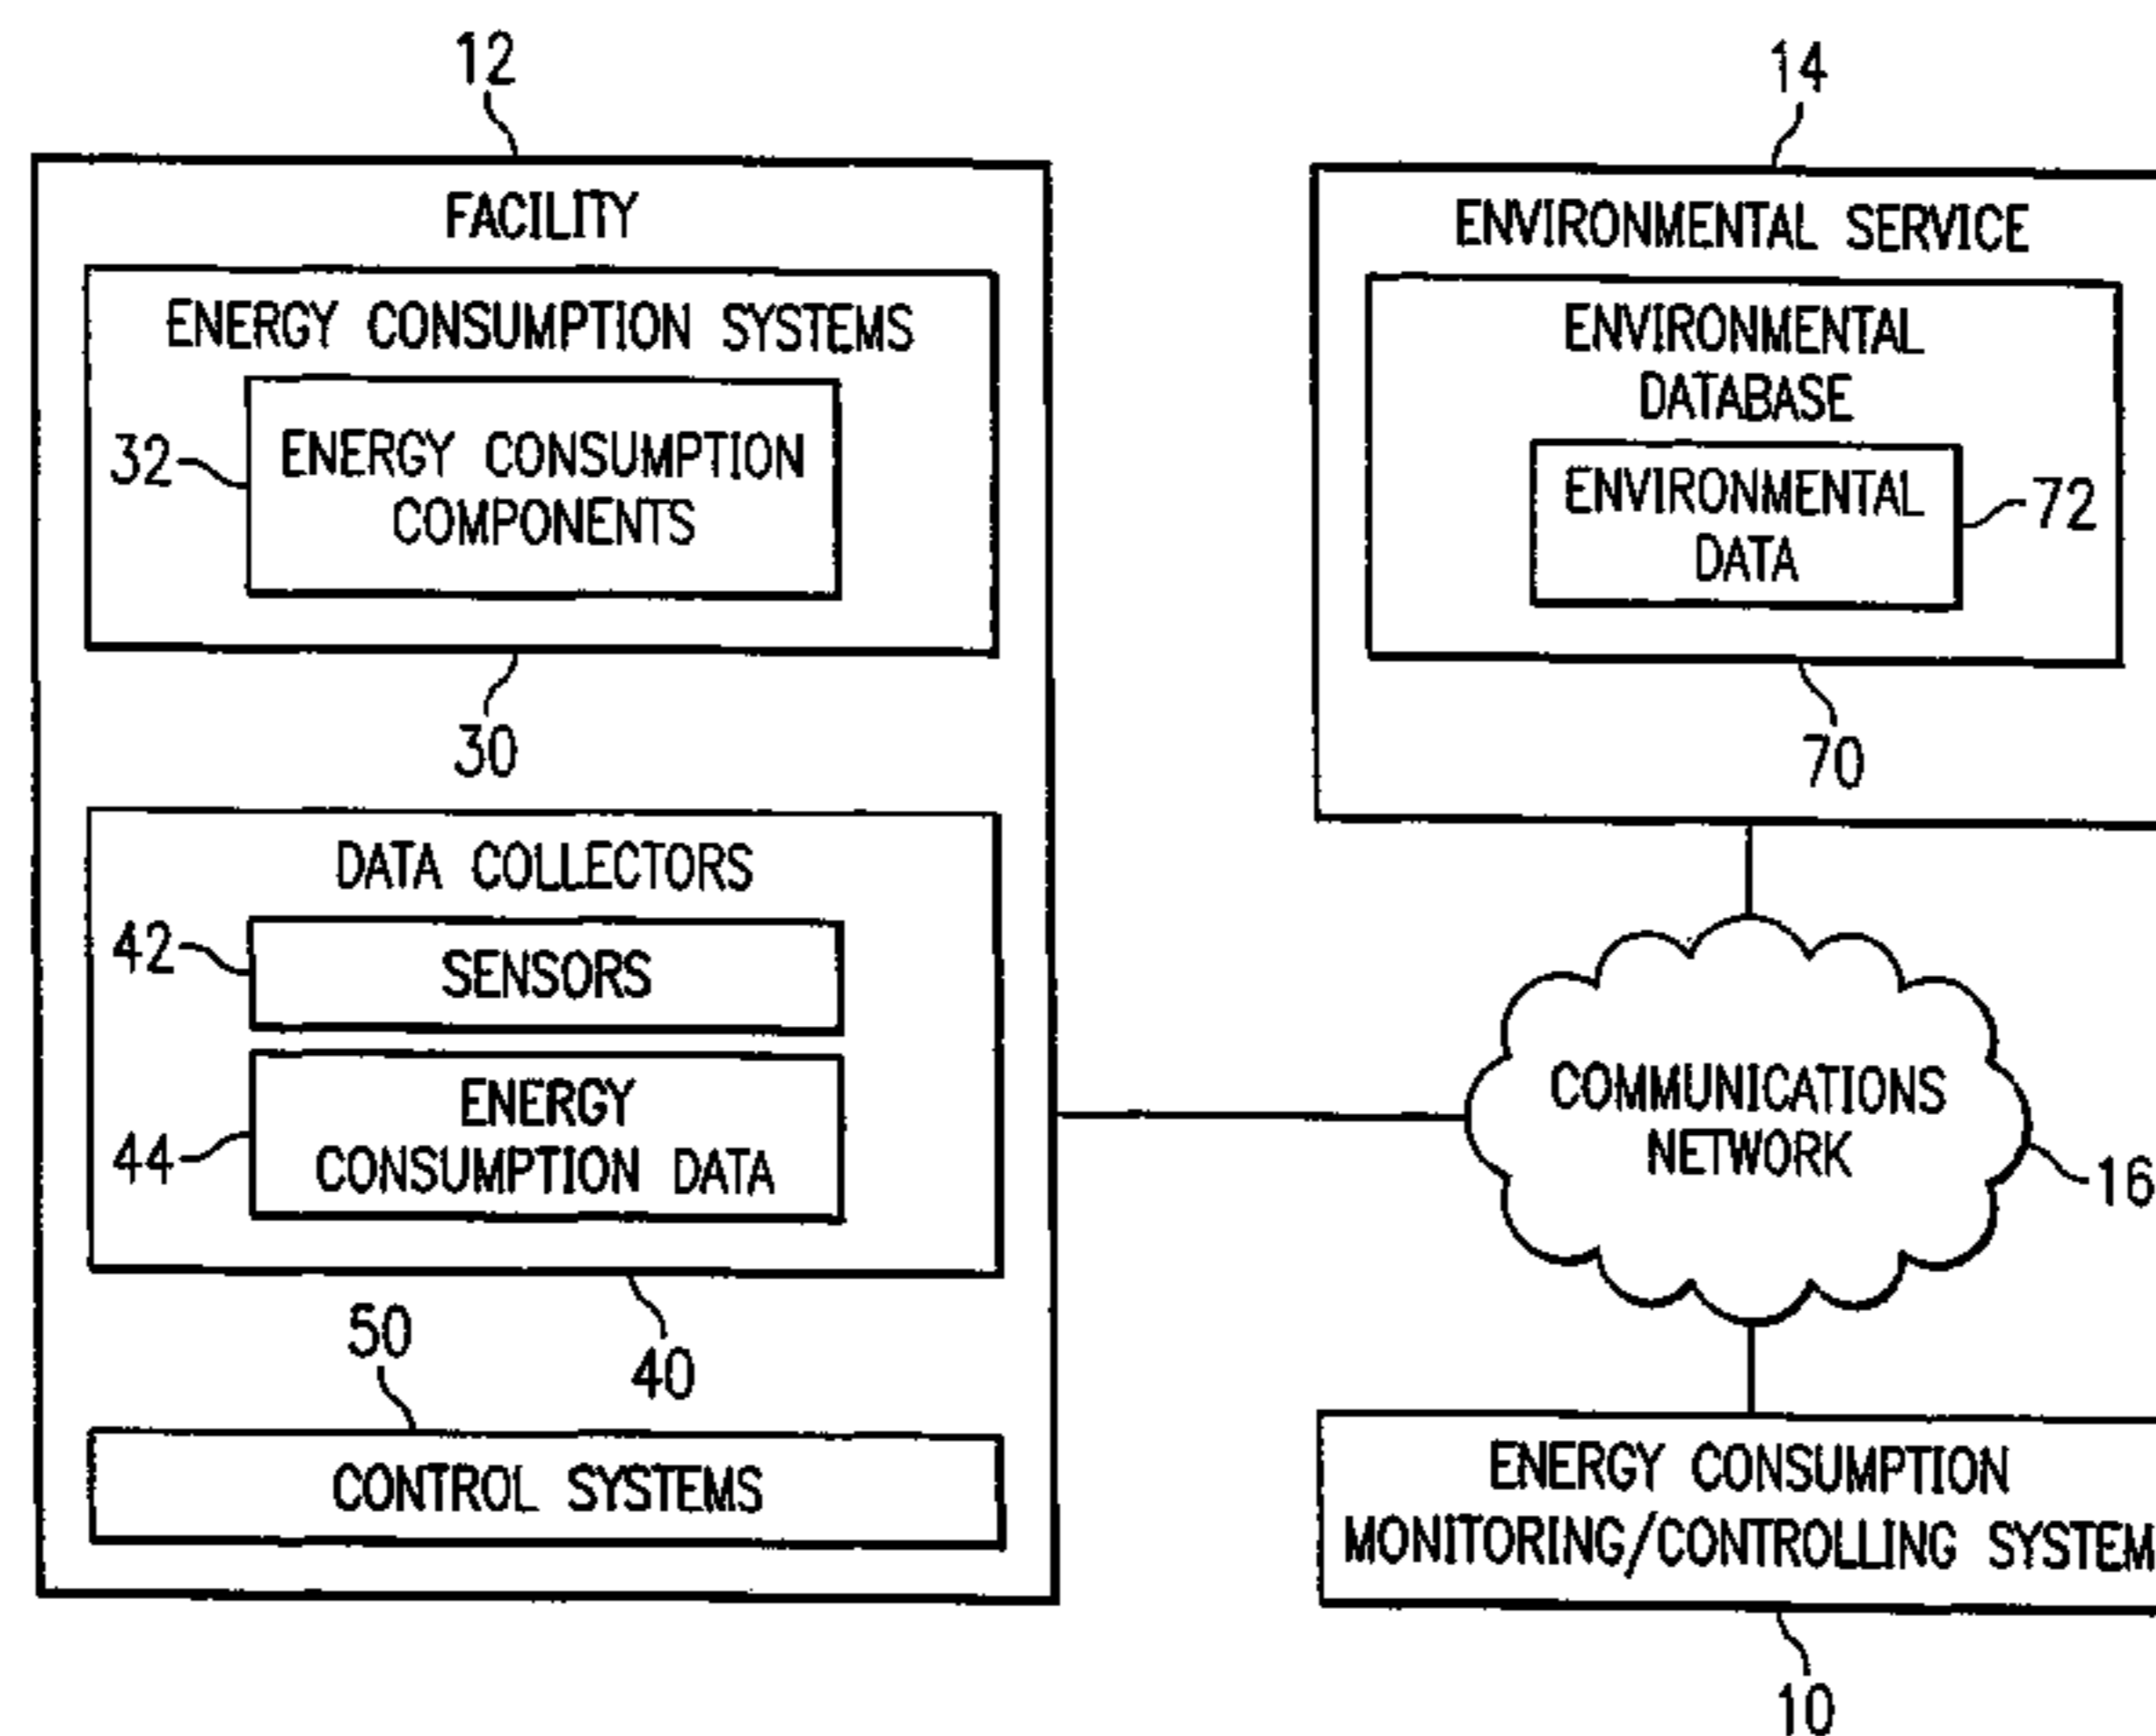 12
FACILITY
ENERGY CONSUMPTION SYSTEMS
32
ENERGY CONSUMPTION
COMPONENTS
30
DATA COLLECTORS
42
SENSORS
44
ENERGY
CONSUMPTION DATA
40
50
CONTROL SYSTEMS
14
ENVIRONMENTAL SERVICE
ENVIRONMENTAL
DATABASE
ENVIRONMENTAL
DATA
72
70
COMMUNICATIONS
NETWORK
16
ENERGY CONSUMPTION
MONITORING/CONTROLLING SYSTEM
10